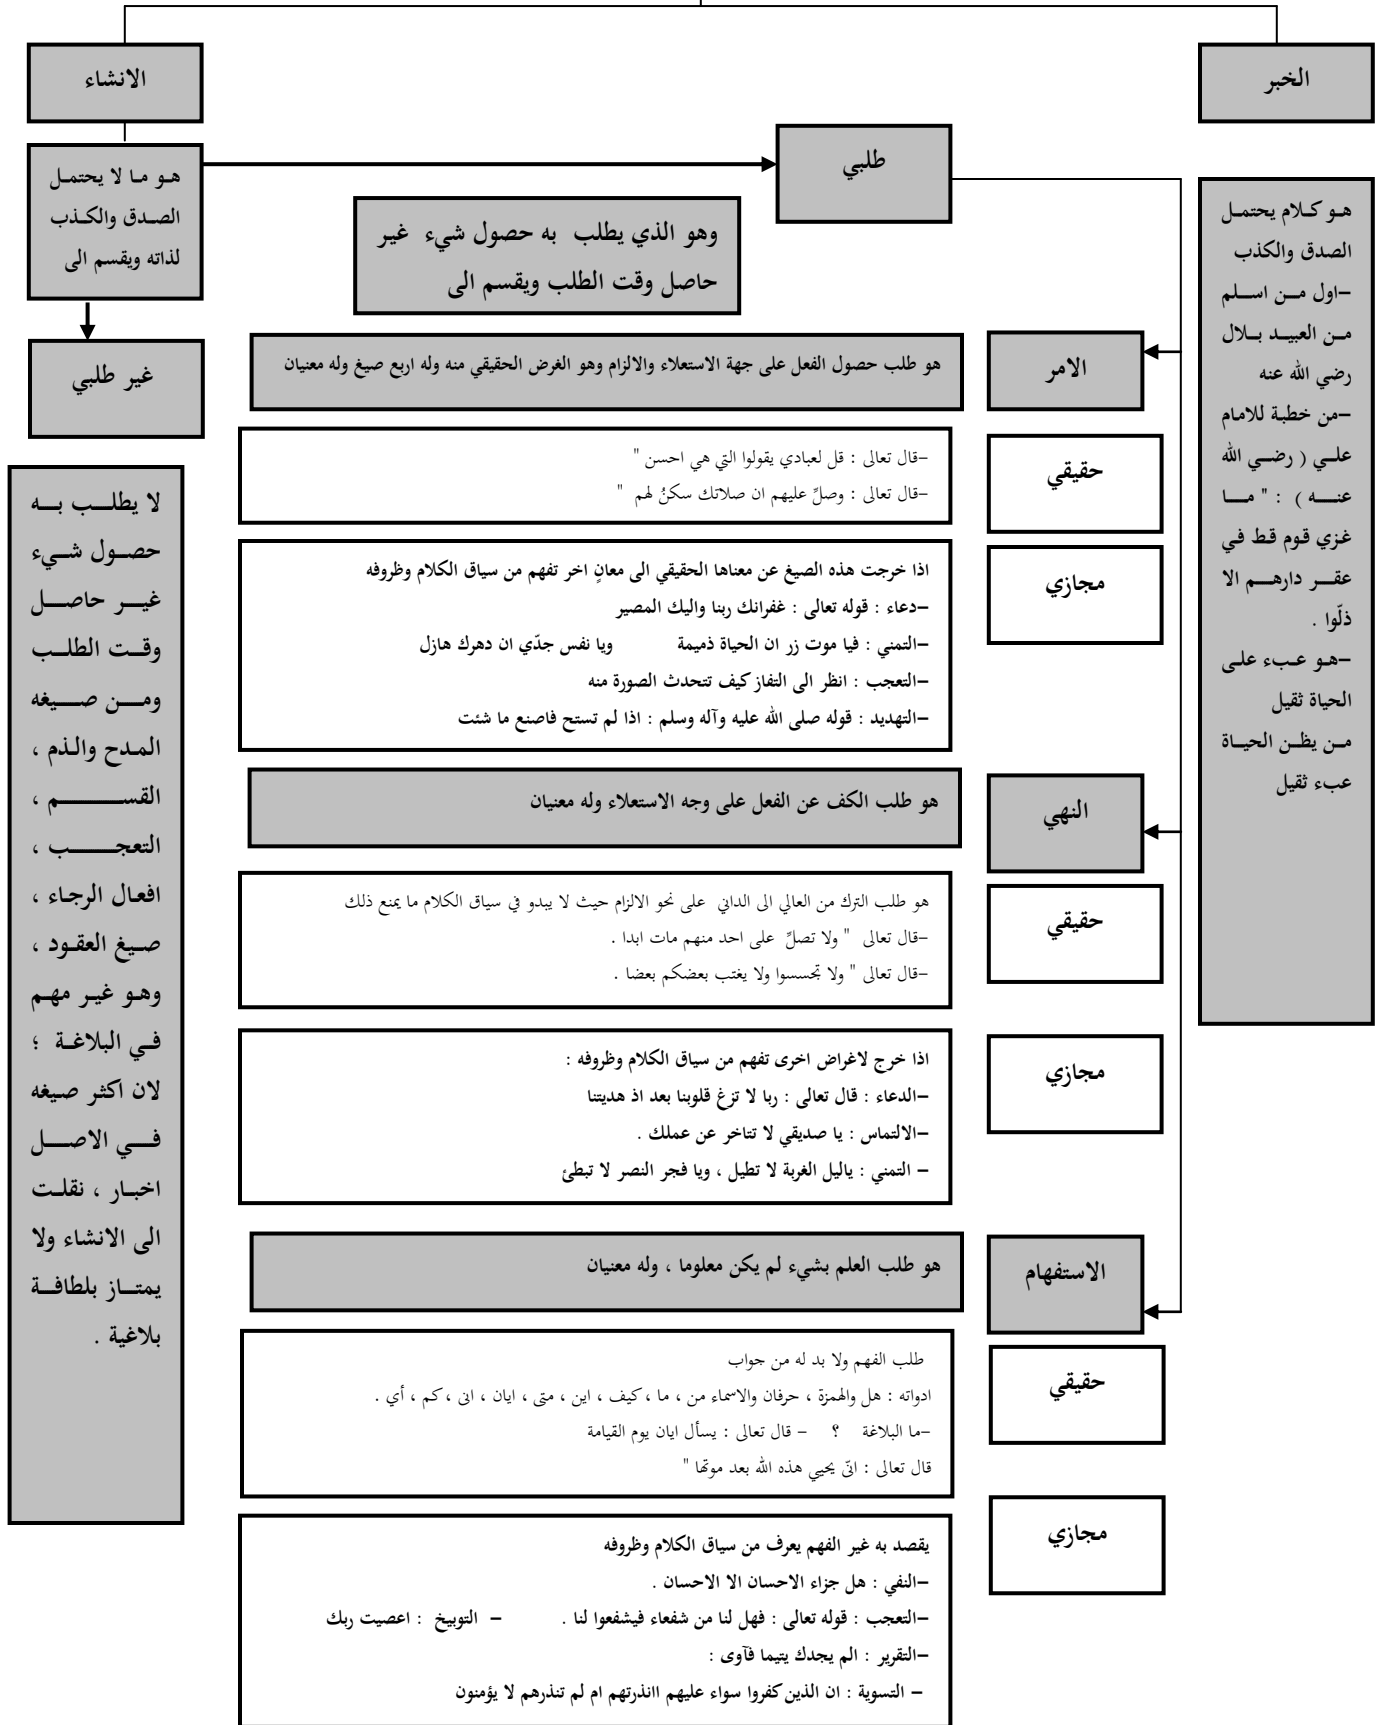 الخبر
هو كلام يحتمل
الصدق والكذب
–اول من اسلم
من العبيد بلال
رضي الله عنه
–من خطبة للامام
علي ( رضي الله
عنه ) : " ما
غزي قوم قط في
عقر دارهم الا
ذلّوا .
–هو عبء على
الحياة ثقيل
من يظن الحياة
عبء ثقيل
الانشاء
هو ما لا يحتمل
الصدق والكذب
لذاته ويقسم الى
طلبي
وهو الذي يطلب به حصول شيء غير
حاصل وقت الطلب ويقسم الى
الامر
هو طلب حصول الفعل على جهة الاستعلاء والالزام وهو الغرض الحقيقي منه وله اربع صيغ وله معنيان
حقيقي
–قال تعالى : قل لعبادي يقولوا التي هي احسن "
–قال تعالى : وصلِّ عليهم ان صلاتك سكنُ لهم "
مجازي
اذا خرجت هذه الصيغ عن معناها الحقيقي الى معانٍ اخر تفهم من سياق الكلام وظروفه
–دعاء : قوله تعالى : غفرانك ربنا واليك المصير
–التمني : فيا موت زر ان الحياة ذميمة ويا نفس جدّي ان دهرك هازل
–التعجب : انظر الى التفاز كيف تتحدث الصورة منه
–التهديد : قوله صلى الله عليه وآله وسلم : اذا لم تستح فاصنع ما شئت
النهي
هو طلب الكف عن الفعل على وجه الاستعلاء وله معنيان
حقيقي
هو طلب الترك من العالي الى الداني على نحو الالزام حيث لا يبدو في سياق الكلام ما يمنع ذلك
–قال تعالى " ولا تصلِّ على احد منهم مات ابدا .
–قال تعالى " ولا تجسسوا ولا يغتب بعضكم بعضا .
مجازي
اذا خرج لاغراض اخرى تفهم من سياق الكلام وظروفه :
–الدعاء : قال تعالى : ربا لا تزغ قلوبنا بعد اذ هديتنا
–الالتماس : يا صديقي لا تتاخر عن عملك .
– التمني : ياليل الغربة لا تطيل ، ويا فجر النصر لا تبطئ
الاستفهام
هو طلب العلم بشيء لم يكن معلوما ، وله معنيان
حقيقي
طلب الفهم ولا بد له من جواب
ادواته : هل والهمزة ، حرفان والاسماء من ، ما ، كيف ، اين ، متى ، ايان ، انى ، كم ، أي .
–ما البلاغة ؟ – قال تعالى : يسأل ايان يوم القيامة
قال تعالى : انىّ يحيي هذه الله بعد موتها "
مجازي
يقصد به غير الفهم يعرف من سياق الكلام وظروفه
–النفي : هل جزاء الاحسان الا الاحسان .
–التعجب : قوله تعالى : فهل لنا من شفعاء فيشفعوا لنا . – التوبيخ : اعصيت ربك
–التقرير : الم يجدك يتيما فآوى :
– التسوية : ان الذين كفروا سواء عليهم اانذرتهم ام لم تنذرهم لا يؤمنون
غير طلبي
لا يطلب به
حصول شيء
غير حاصل
وقت الطلب
ومن صيغه
المدح والذم ،
القسم ،
التعجب ،
افعال الرجاء ،
صيغ العقود ،
وهو غير مهم
في البلاغة ؛
لان اكثر صيغه
في الاصل
اخبار ، نقلت
الى الانشاء ولا
يمتاز بلطافة
بلاغية .